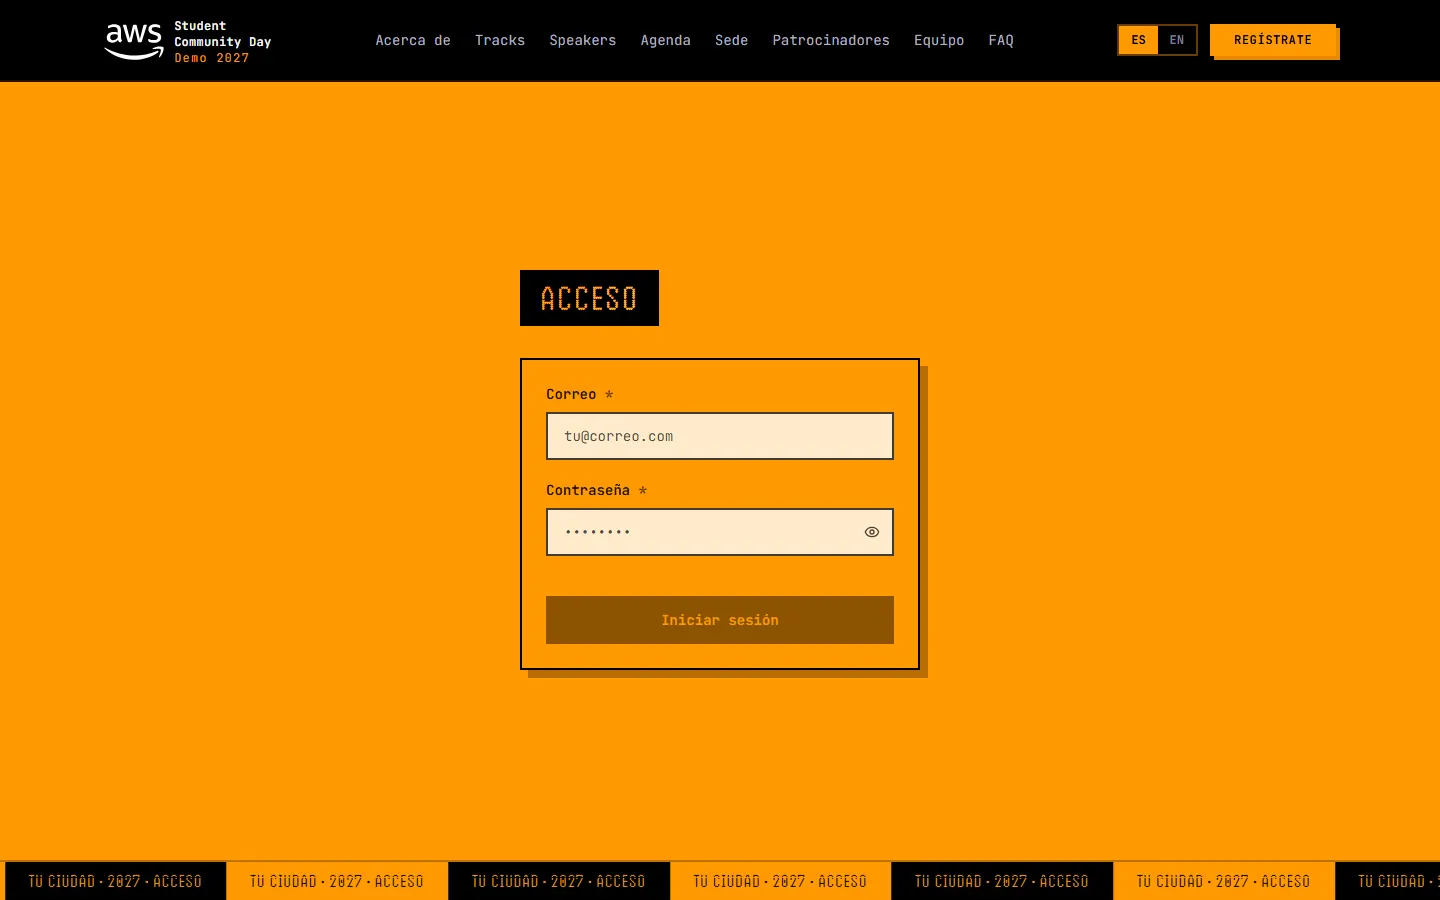 aws
Student
Community Day
Demo 2027
Acerca de
Tracks
Speakers
Agenda
Sede
Patrocinadores
Equipo
FAQ
ES
EN
REGÍSTRATE
ACCESO
Correo *
tu@correo.com
Contraseña *
••••••••
Iniciar sesión
TU CIUDAD · 2027 · ACCESO
TU CIUDAD · 2027 · ACCESO
TU CIUDAD · 2027 · ACCESO
TU CIUDAD · 2027 · ACCESO
TU CIUDAD · 2027 · ACCESO
TU CIUDAD · 2027 · ACCESO
TU CIUDAD ·